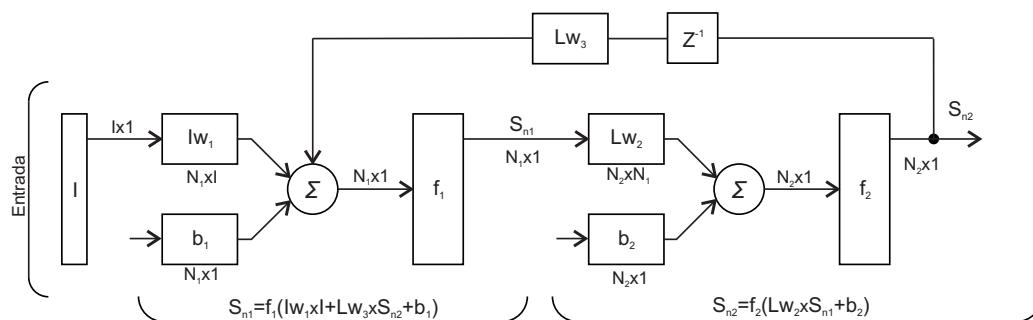 Lw₃
Z⁻¹
Entrada
I
Ix1
Iw₁
N₁xI
b₁
N₁x1
Σ
N₁x1
f₁
Sₙ₁
N₁x1
Lw₂
N₂xN₁
b₂
N₂x1
Σ
N₂x1
f₂
Sₙ₂
N₂x1
Sₙ₁=f₁(Iw₁xI+Lw₃xSₙ₂+b₁)
Sₙ₂=f₂(Lw₂xSₙ₁+b₂)